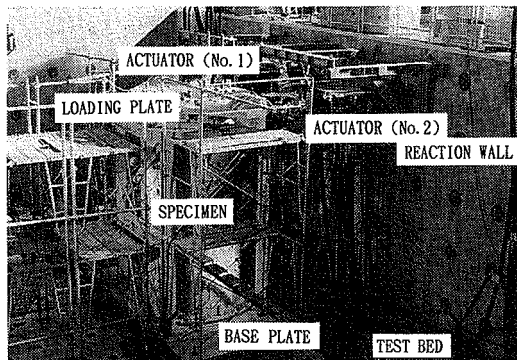 ACTUATOR (No.1)
LOADING PLATE
ACTUATOR (No.2)
REACTION WALL
SPECIMEN
BASE PLATE
TEST BED